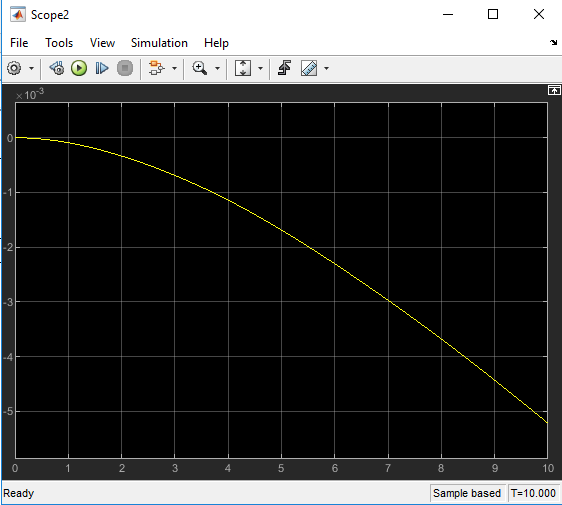 Scope2
File Tools View Simulation Help
×10⁻³
0
-1
-2
-3
-4
-5
0 1 2 3 4 5 6 7 8 9 10
Ready Sample based T=10.000